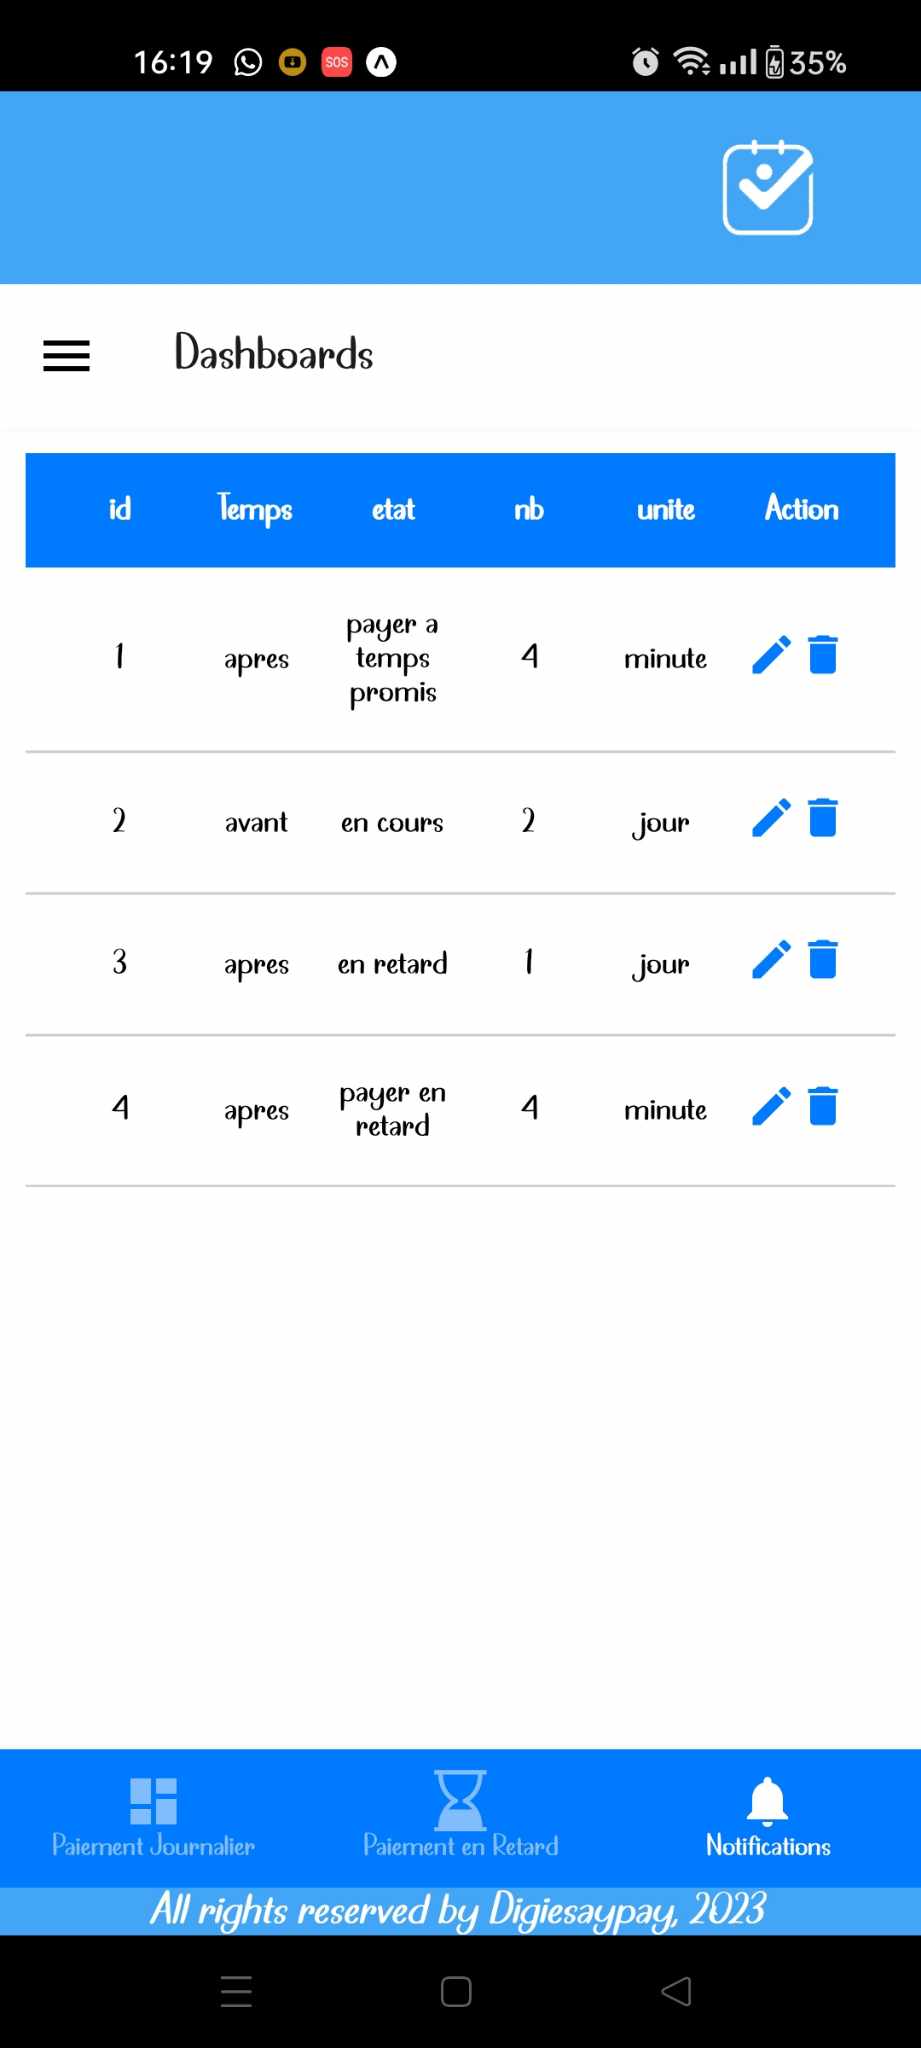 16:19 SOS 35%
Dashboards
id Temps etat nb unite Action
1 apres payer a temps promis 4 minute
2 avant en cours 2 jour
3 apres en retard 1 jour
4 apres payer en retard 4 minute
Paiement Journalier Paiement en Retard Notifications
All rights reserved by Digiesaypay, 2023